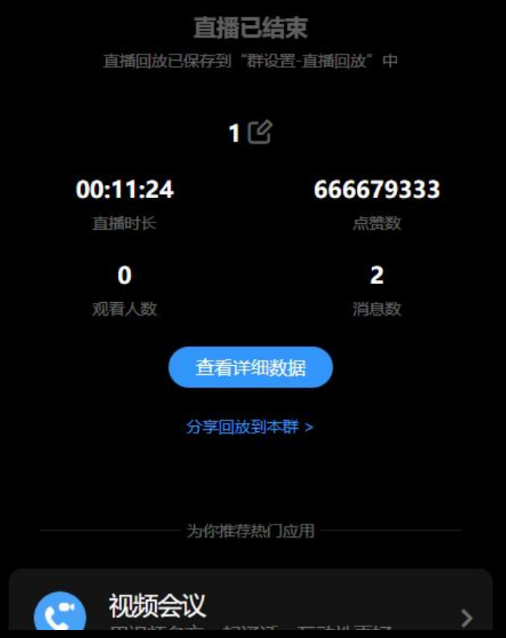 直播已结束
直播回放已保存到“群设置-直播回放”中
1
00:11:24 666679333
直播时长 点赞数
0 2
观看人数 消息数
查看详细数据
分享回放到本群 >
为你推荐热门应用
视频会议